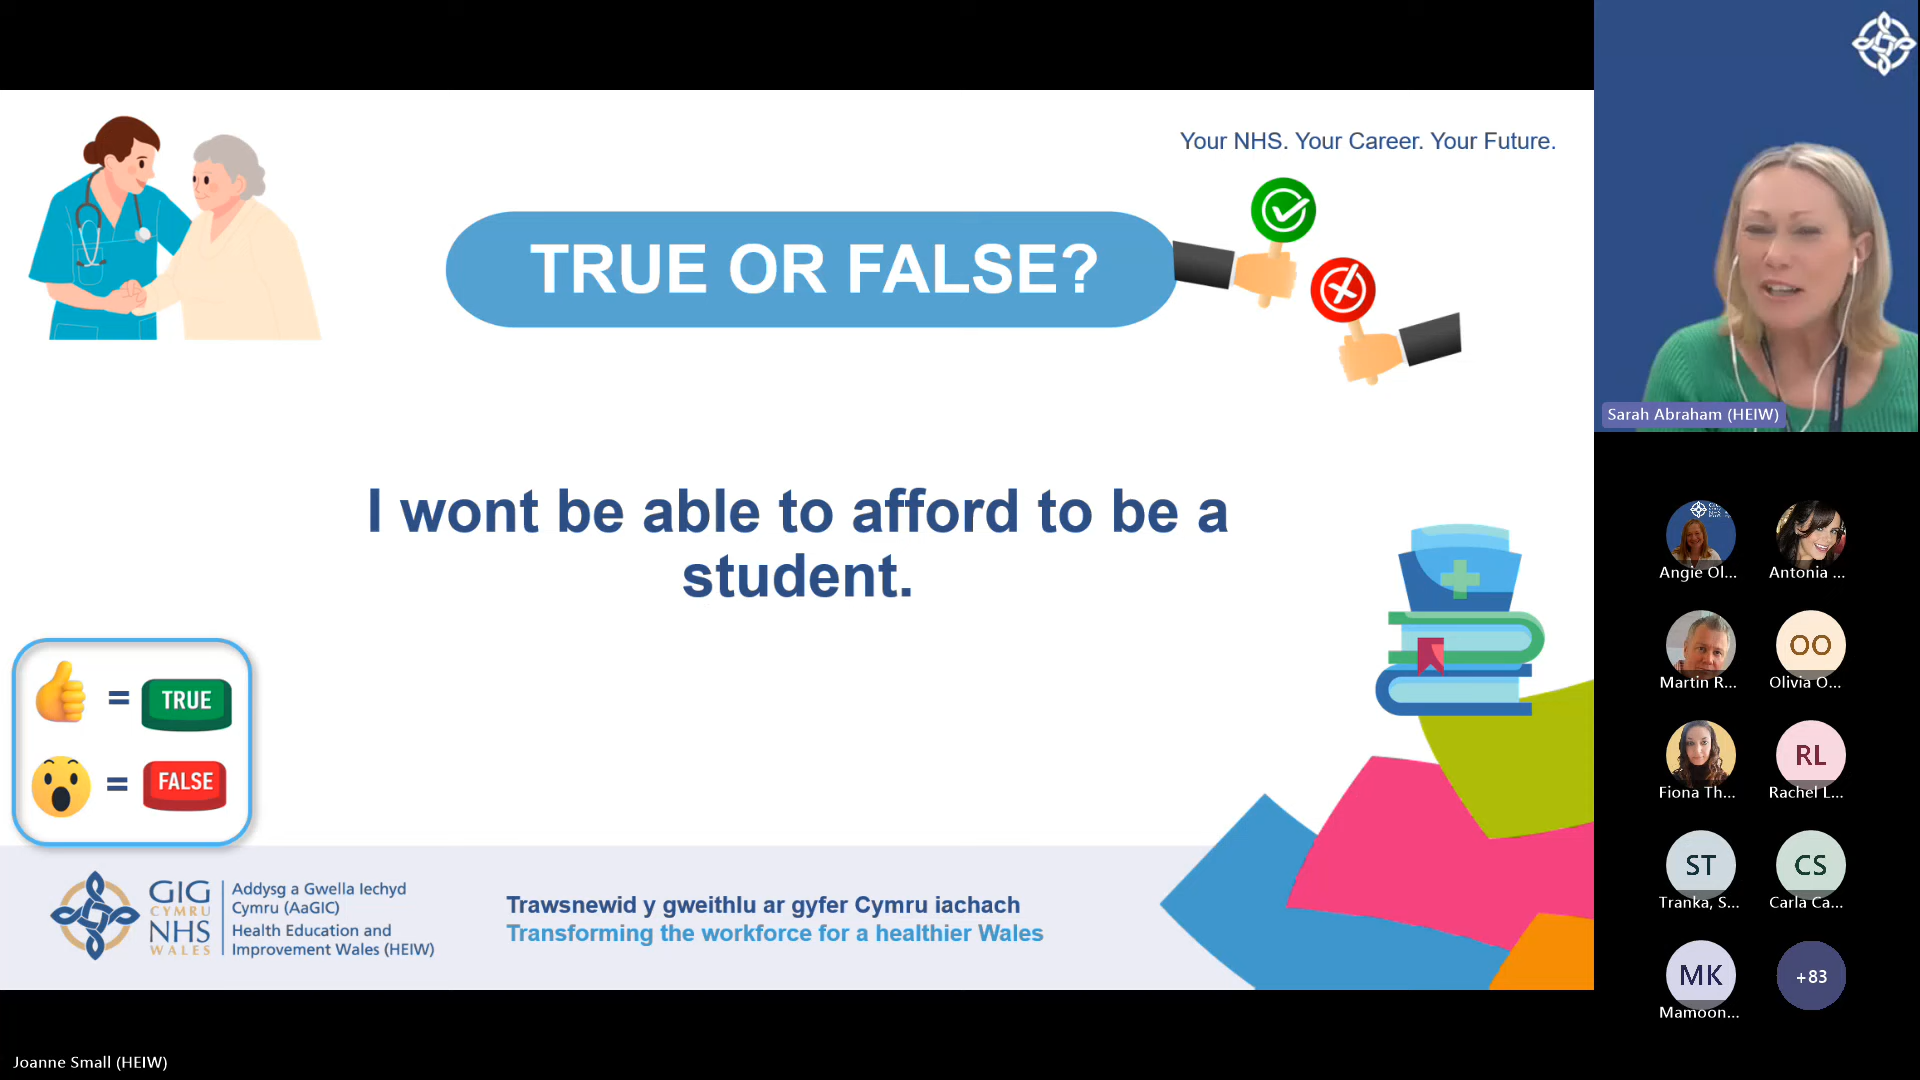 Your NHS. Your Career. Your Future.
TRUE OR FALSE?
I wont be able to afford to be a
student.
= TRUE
= FALSE
GIG
CYMRU
NHS
WALES
Addysg a Gwella Iechyd
Cymru (AaGIC)
Health Education and
Improvement Wales (HEIW)
Trawsnewid y gweithlu ar gyfer Cymru iachach
Transforming the workforce for a healthier Wales
Joanne Small (HEIW)
Sarah Abraham (HEIW)
Angie Ol...
Antonia ...
Martin R...
OO
Olivia O...
Fiona Th...
RL
Rachel L...
ST
Tranka, S...
CS
Carla Ca...
MK
Mamoon...
+83